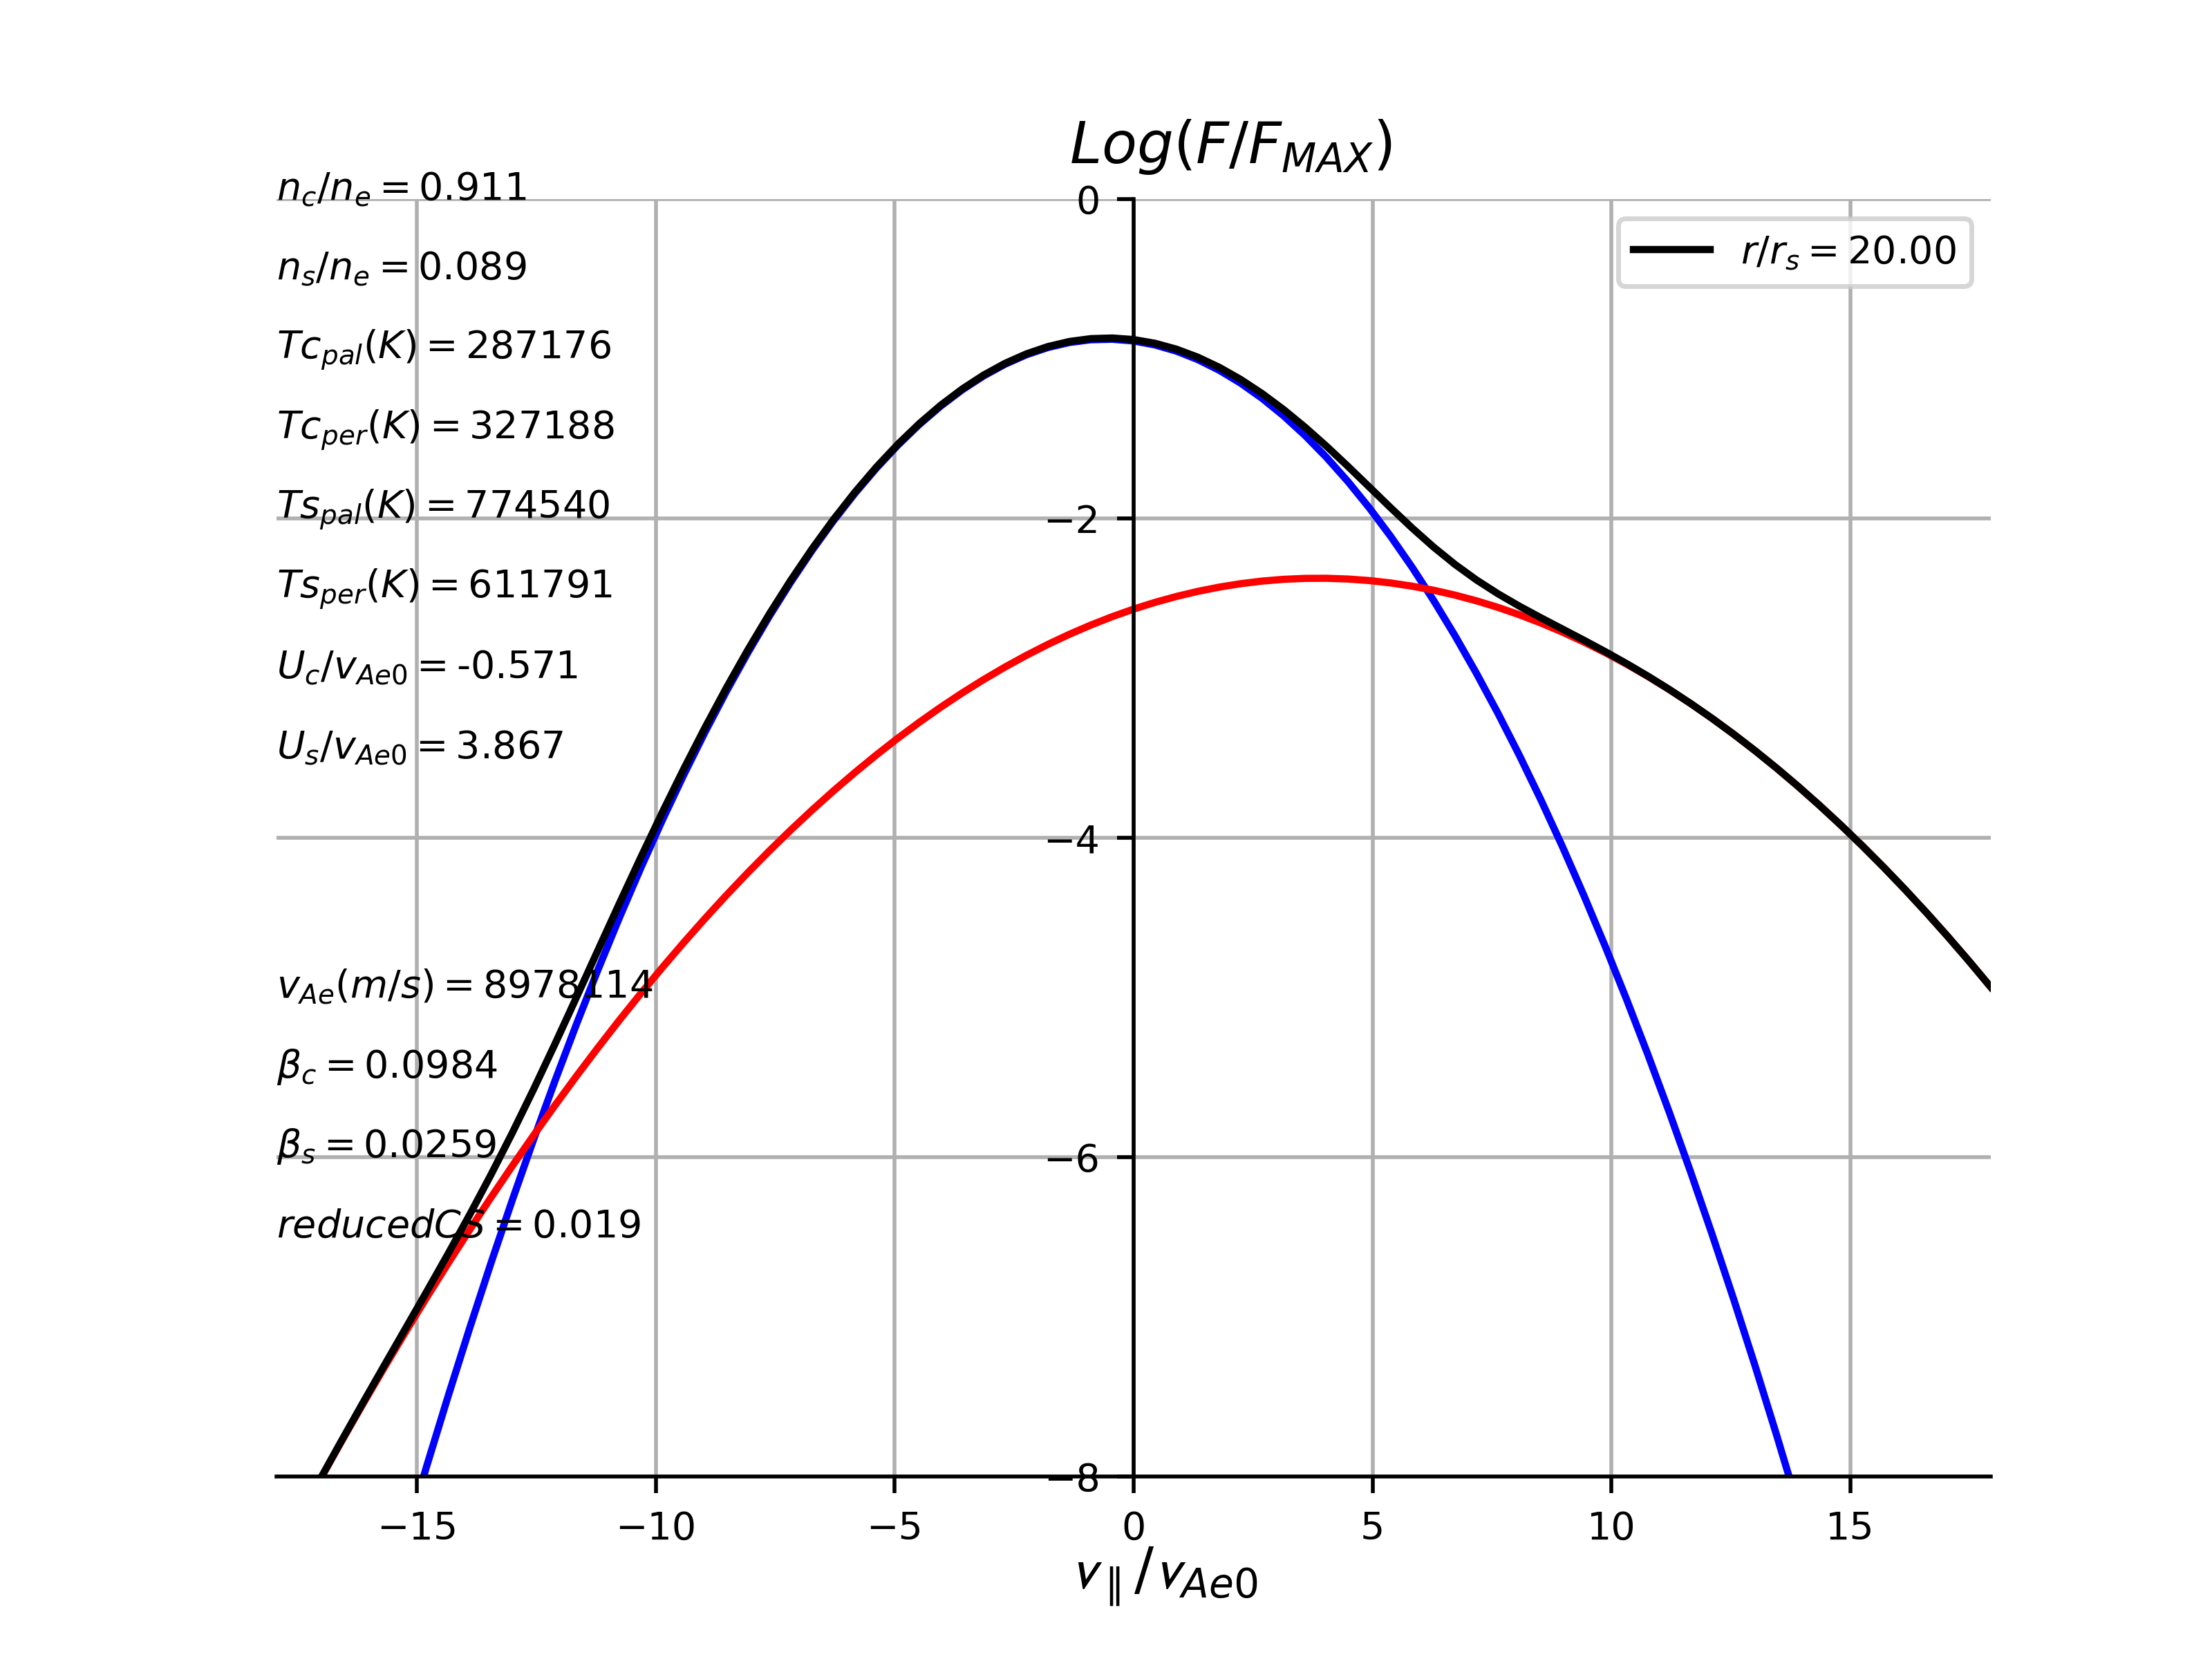 Log(F/F_MAX)
n_c/n_e = 0.911
0
r/r_s = 20.00
n_s/n_e = 0.089
Tc_pal(K) = 287176
Tc_per(K) = 327188
Ts_pal(K) = 774540
−2
Ts_per(K) = 611791
U_c/v_Ae0 = -0.571
U_s/v_Ae0 = 3.867
−4
v_Ae(m/s) = 8978114
β_c = 0.0984
β_s = 0.0259
−6
reducedCs = 0.019
−8
−15 −10 −5 0 5 10 15
v_∥/v_Ae0